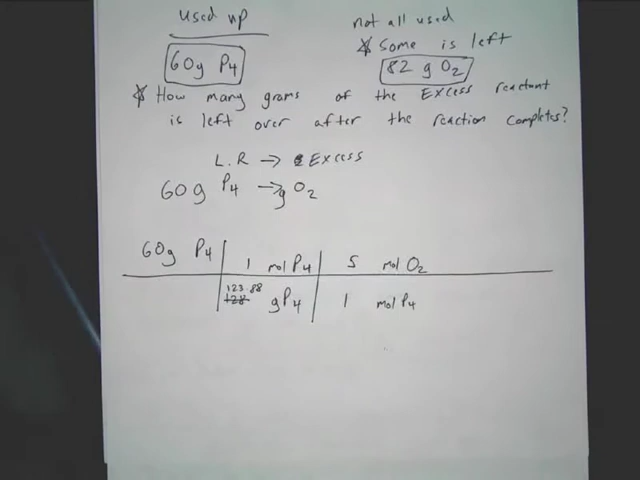 used up not all used
* Some is left
60g P4 82 g O2
* How many grams of the Excess reactant
is left over after the reaction completes?
L.R → Excess
60g P4 → g O2
60g P4 1 mol P4 5 mol O2
123.88
128 g P4 1 mol P4